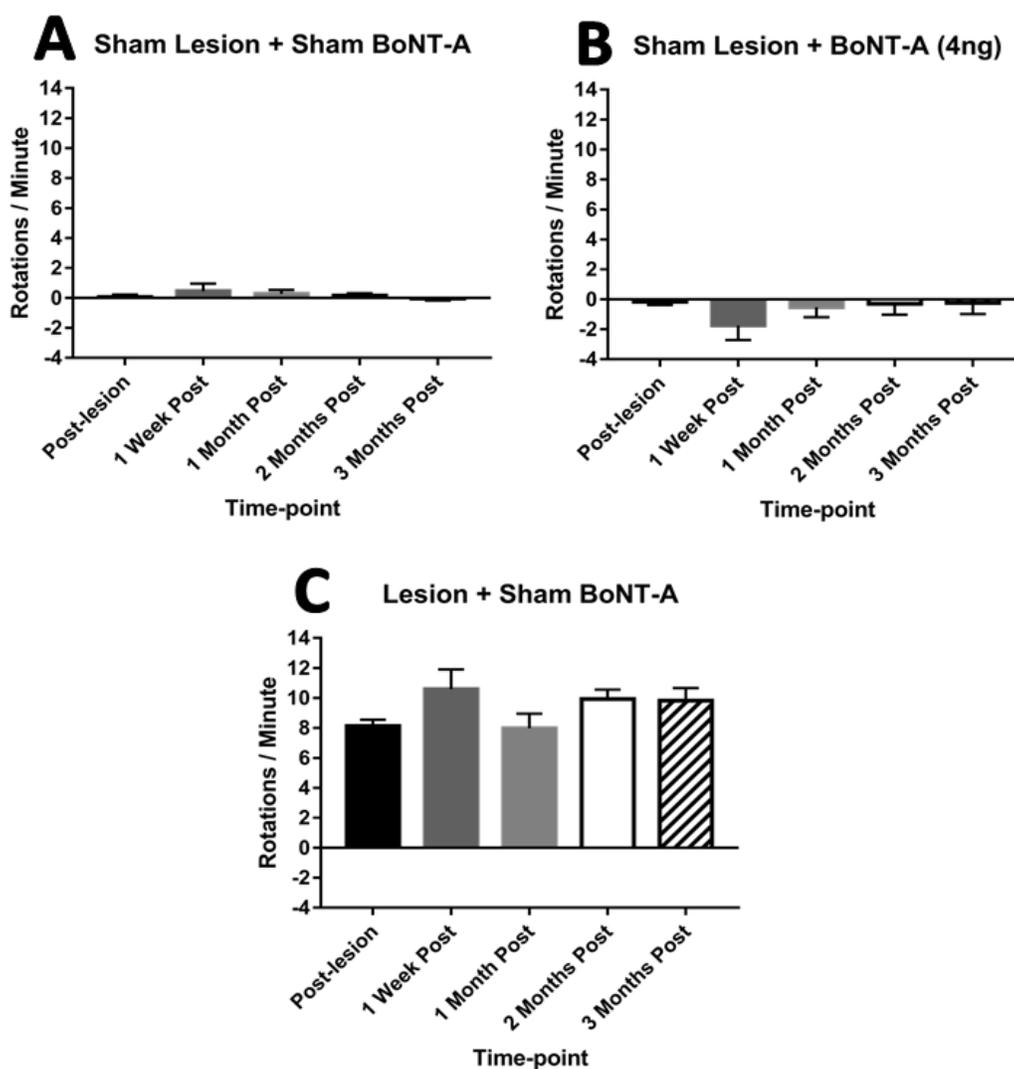 A Sham Lesion + Sham BoNT-A
14
12
10
8
6
4
2
0
-2
-4
Rotations / Minute
Post-lesion
1 Week Post
1 Month Post
2 Months Post
3 Months Post
Time-point
B Sham Lesion + BoNT-A (4ng)
14
12
10
8
6
4
2
0
-2
-4
Rotations / Minute
Post-lesion
1 Week Post
1 Month Post
2 Months Post
3 Months Post
Time-point
C Lesion + Sham BoNT-A
14
12
10
8
6
4
2
0
-2
-4
Rotations / Minute
Post-lesion
1 Week Post
1 Month Post
2 Months Post
3 Months Post
Time-point